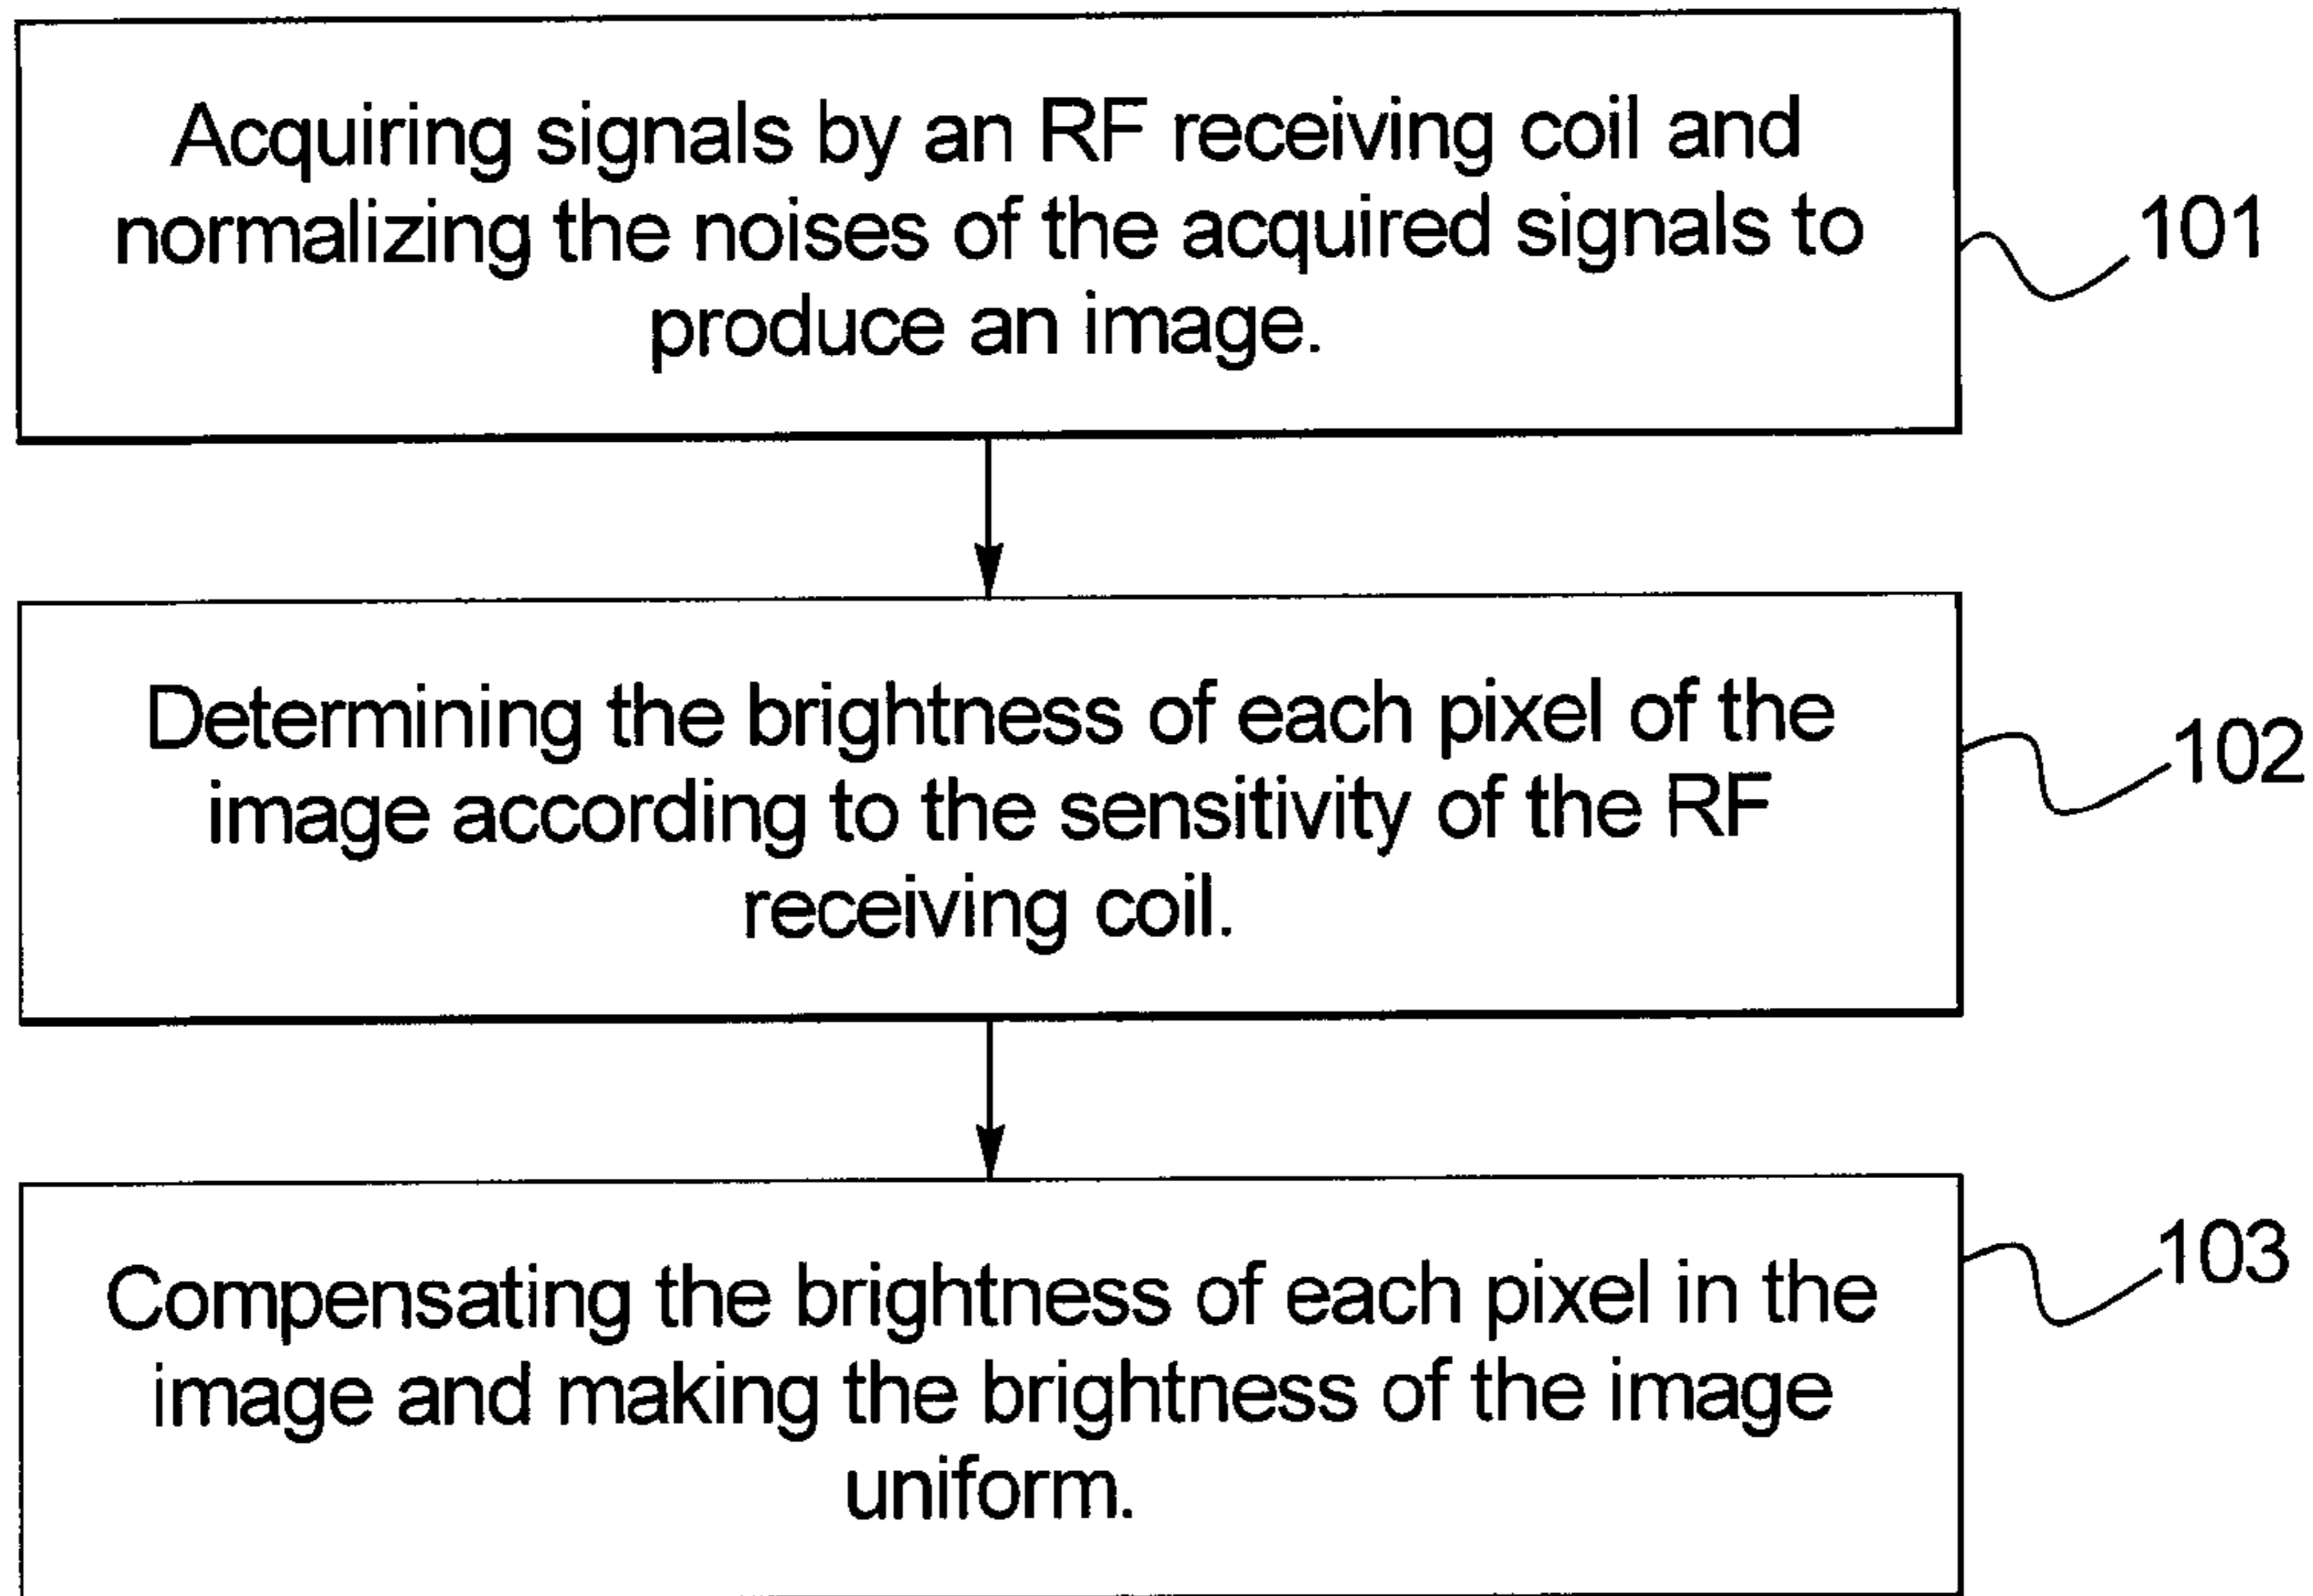 Acquiring signals by an RF receiving coil and
normalizing the noises of the acquired signals to
produce an image.
101
Determining the brightness of each pixel of the
image according to the sensitivity of the RF
receiving coil.
102
Compensating the brightness of each pixel in the
image and making the brightness of the image
uniform.
103